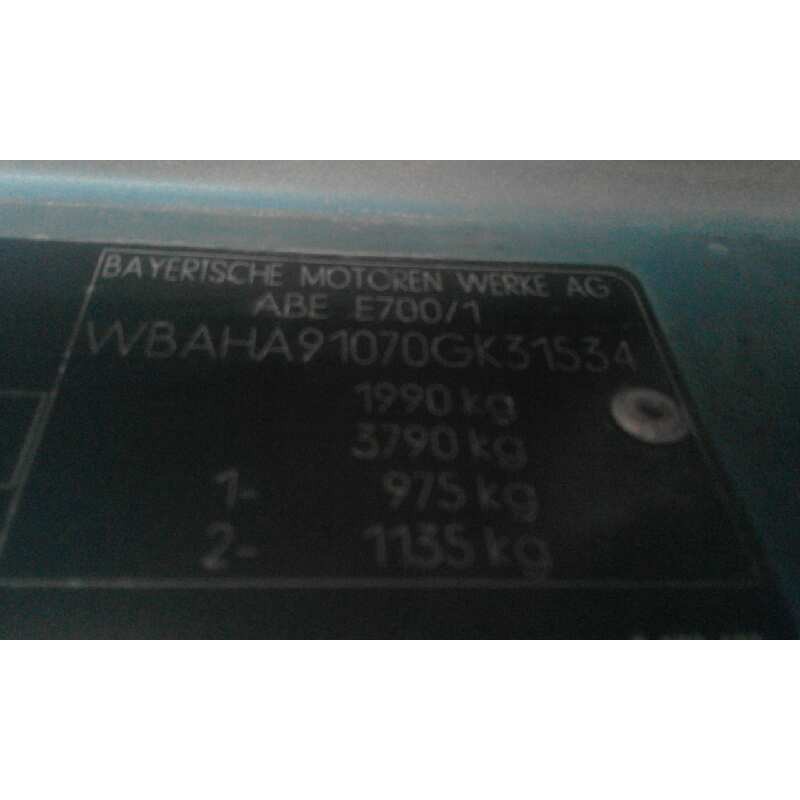 BAYERISCHE MOTOREN WERKE AG
ABE E700/1
WBAHA91070GK31534
1990 kg
3790 kg
1- 975 kg
2- 1135 kg